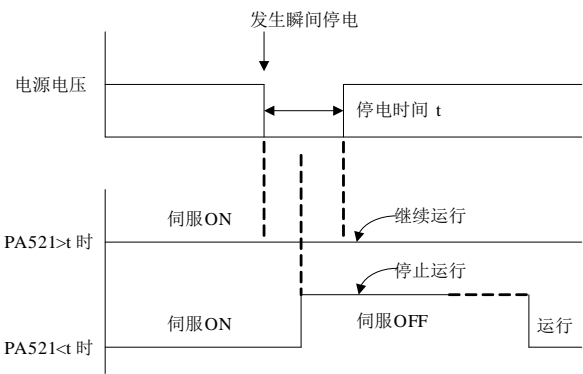 发生瞬间停电
电源电压
停电时间 t
伺服ON
继续运行
PA521>t 时
停止运行
伺服ON
伺服OFF
运行
PA521<t 时